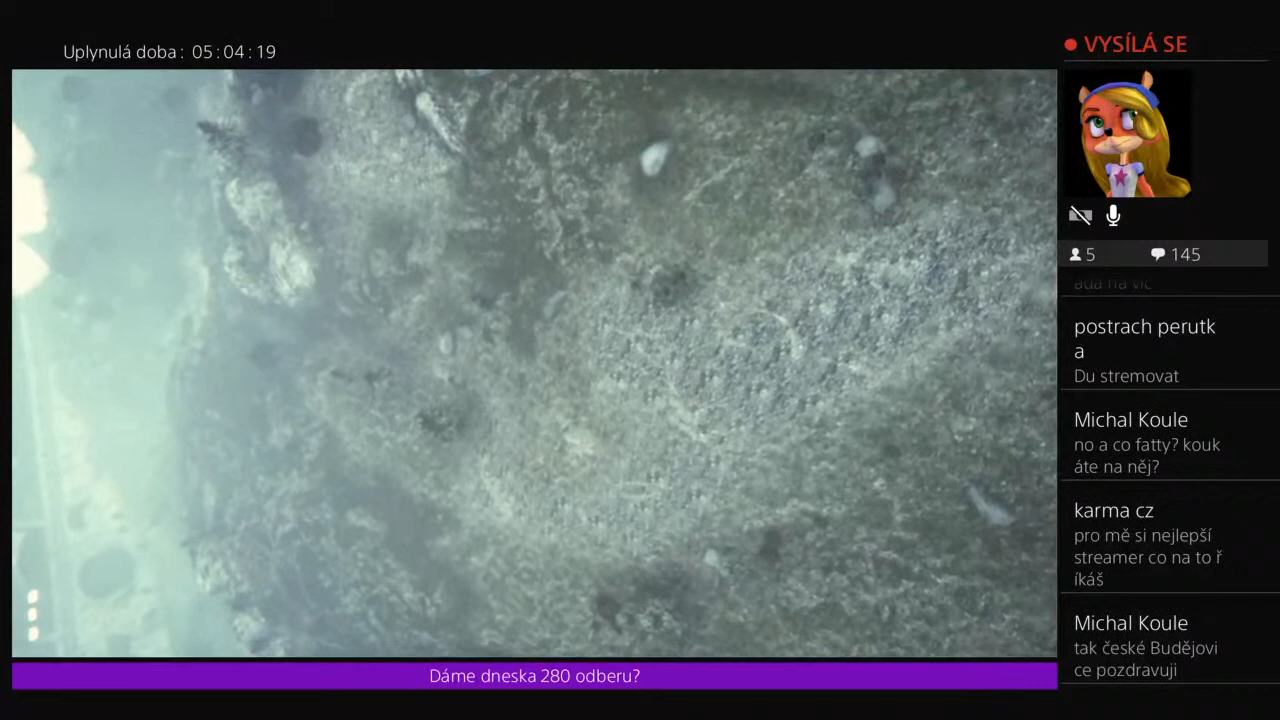 Uplynulá doba: 05:04:19
VYSÍLÁ SE
5 145
postrach perutk
a
Du stremovat
Michal Koule
no a co fatty? kouk
áte na něj?
karma cz
pro mě si nejlepší
streamer co na to ř
íkáš
Michal Koule
tak české Budějovi
ce pozdravuji
Dáme dneska 280 odberu?